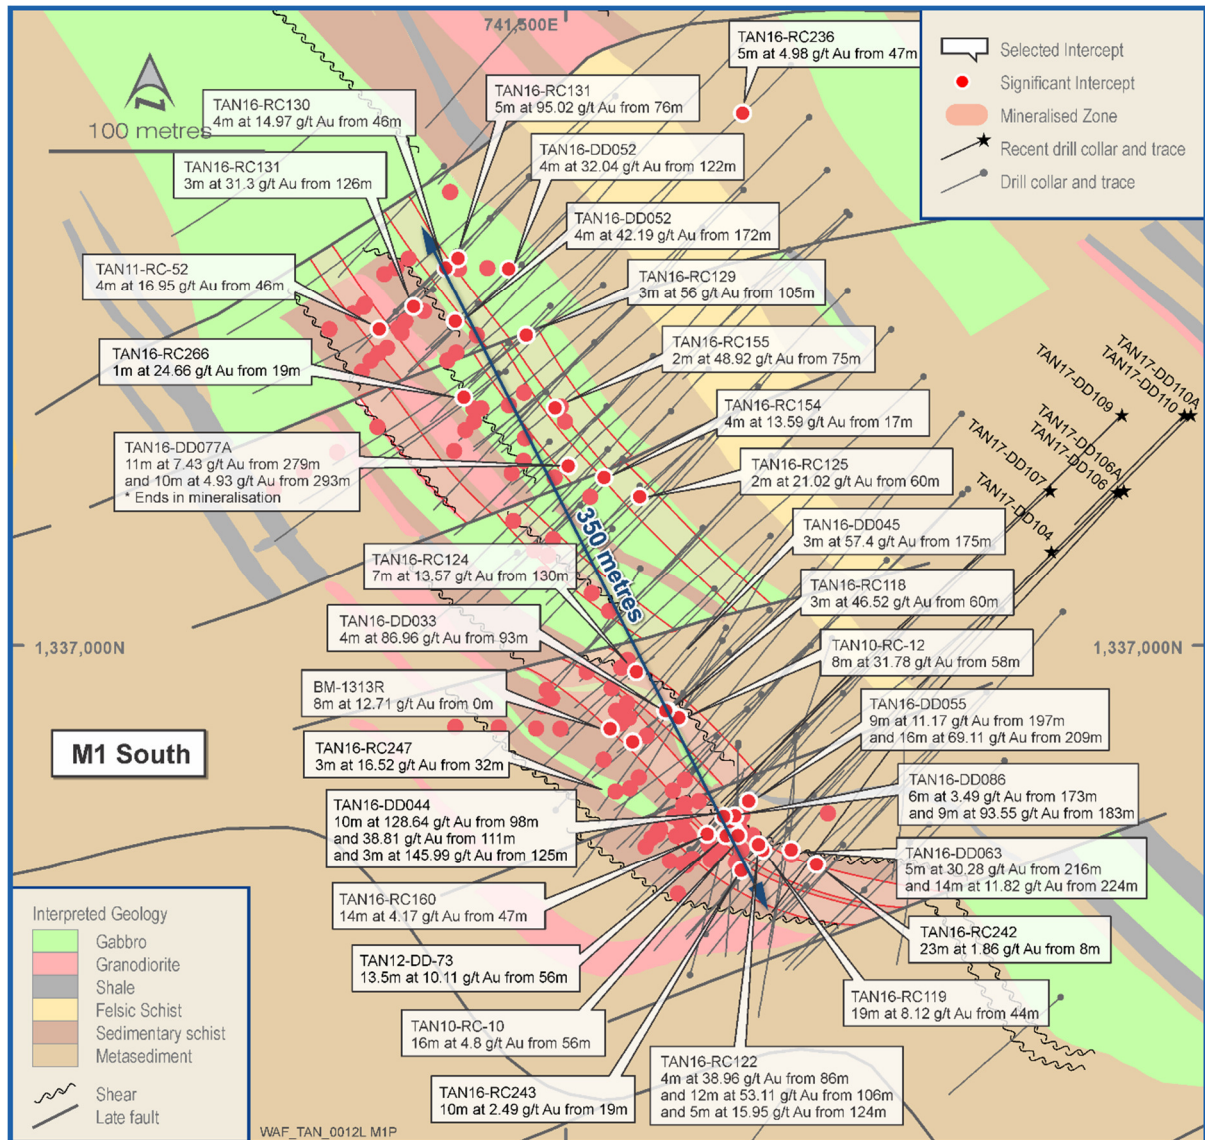 741,500E
TAN16-RC236
5m at 4.98 g/t Au from 47m
Selected Intercept
Significant Intercept
Mineralised Zone
Recent drill collar and trace
Drill collar and trace
100 metres
TAN16-RC130
4m at 14.97 g/t Au from 46m
TAN16-RC131
5m at 95.02 g/t Au from 76m
TAN16-RC131
3m at 31.3 g/t Au from 126m
TAN16-DD052
4m at 32.04 g/t Au from 122m
TAN16-DD052
4m at 42.19 g/t Au from 172m
TAN11-RC-52
4m at 16.95 g/t Au from 46m
TAN16-RC129
3m at 56 g/t Au from 105m
TAN16-RC266
1m at 24.66 g/t Au from 19m
TAN16-RC155
2m at 48.92 g/t Au from 75m
TAN16-RC154
4m at 13.59 g/t Au from 17m
TAN16-DD077A
11m at 7.43 g/t Au from 279m
and 10m at 4.93 g/t Au from 293m
* Ends in mineralisation
TAN16-RC125
2m at 21.02 g/t Au from 60m
TAN17-DD110A
TAN17-DD110
TAN17-DD109
TAN17-DD106A
TAN17-DD106
TAN17-DD107
TAN17-DD104
350 metres
TAN16-DD045
3m at 57.4 g/t Au from 175m
TAN16-RC124
7m at 13.57 g/t Au from 130m
TAN16-RC118
3m at 46.52 g/t Au from 60m
TAN16-DD033
4m at 86.96 g/t Au from 93m
TAN10-RC-12
8m at 31.78 g/t Au from 58m
1,337,000N
1,337,000N
BM-1313R
8m at 12.71 g/t Au from 0m
TAN16-DD055
9m at 11.17 g/t Au from 197m
and 16m at 69.11 g/t Au from 209m
M1 South
TAN16-RC247
3m at 16.52 g/t Au from 32m
TAN16-DD086
6m at 3.49 g/t Au from 173m
and 9m at 93.55 g/t Au from 183m
TAN16-DD044
10m at 128.64 g/t Au from 98m
and 38.81 g/t Au from 111m
and 3m at 145.99 g/t Au from 125m
TAN16-DD063
5m at 30.28 g/t Au from 216m
and 14m at 11.82 g/t Au from 224m
TAN16-RC160
14m at 4.17 g/t Au from 47m
TAN16-RC242
23m at 1.86 g/t Au from 8m
TAN12-DD-73
13.5m at 10.11 g/t Au from 56m
TAN16-RC119
19m at 8.12 g/t Au from 44m
TAN10-RC-10
16m at 4.8 g/t Au from 56m
TAN16-RC122
4m at 38.96 g/t Au from 86m
and 12m at 53.11 g/t Au from 106m
and 5m at 15.95 g/t Au from 124m
TAN16-RC243
10m at 2.49 g/t Au from 19m
Interpreted Geology
Gabbro
Granodiorite
Shale
Felsic Schist
Sedimentary schist
Metasediment
Shear
Late fault
WAF_TAN_0012L M1P